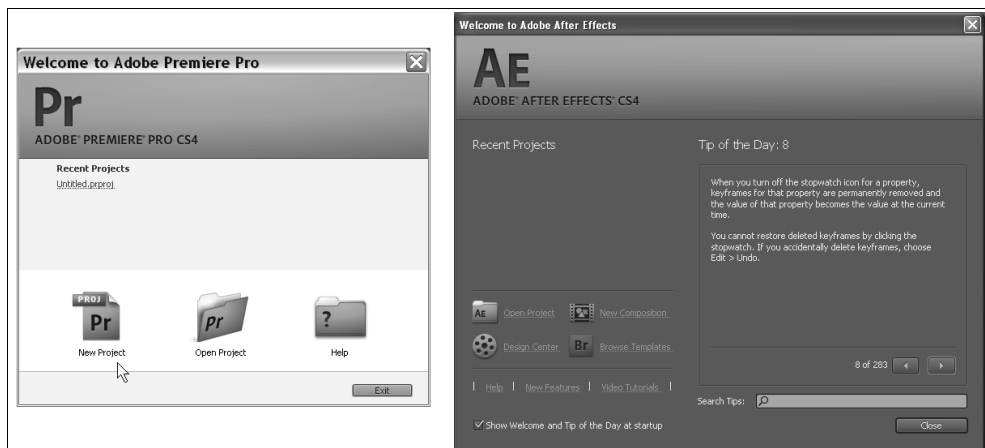 Welcome to Adobe Premiere Pro
Pr
ADOBE® PREMIERE® PRO CS4
Recent Projects
Untitled.prproj
PROJ
Pr
Pr
?
New Project
Open Project
Help
Exit
Welcome to Adobe After Effects
AE
ADOBE® AFTER EFFECTS® CS4
Recent Projects
AE Open Project
New Composition
Design Center
Br Browse Templates
| Help | New Features | Video Tutorials |
Show Welcome and Tip of the Day at startup
Tip of the Day: 8
When you turn off the stopwatch icon for a property,
keyframes for that property are permanently removed and
the value of that property becomes the value at the current
time.
You cannot restore deleted keyframes by clicking the
stopwatch. If you accidentally delete keyframes, choose
Edit > Undo.
8 of 283
Search Tips:
Close